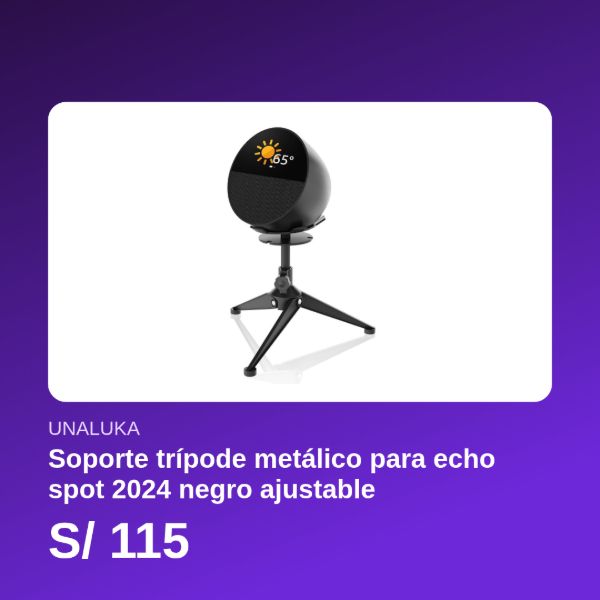 65°
UNALUKA
Soporte trípode metálico para echo
spot 2024 negro ajustable
S/ 115